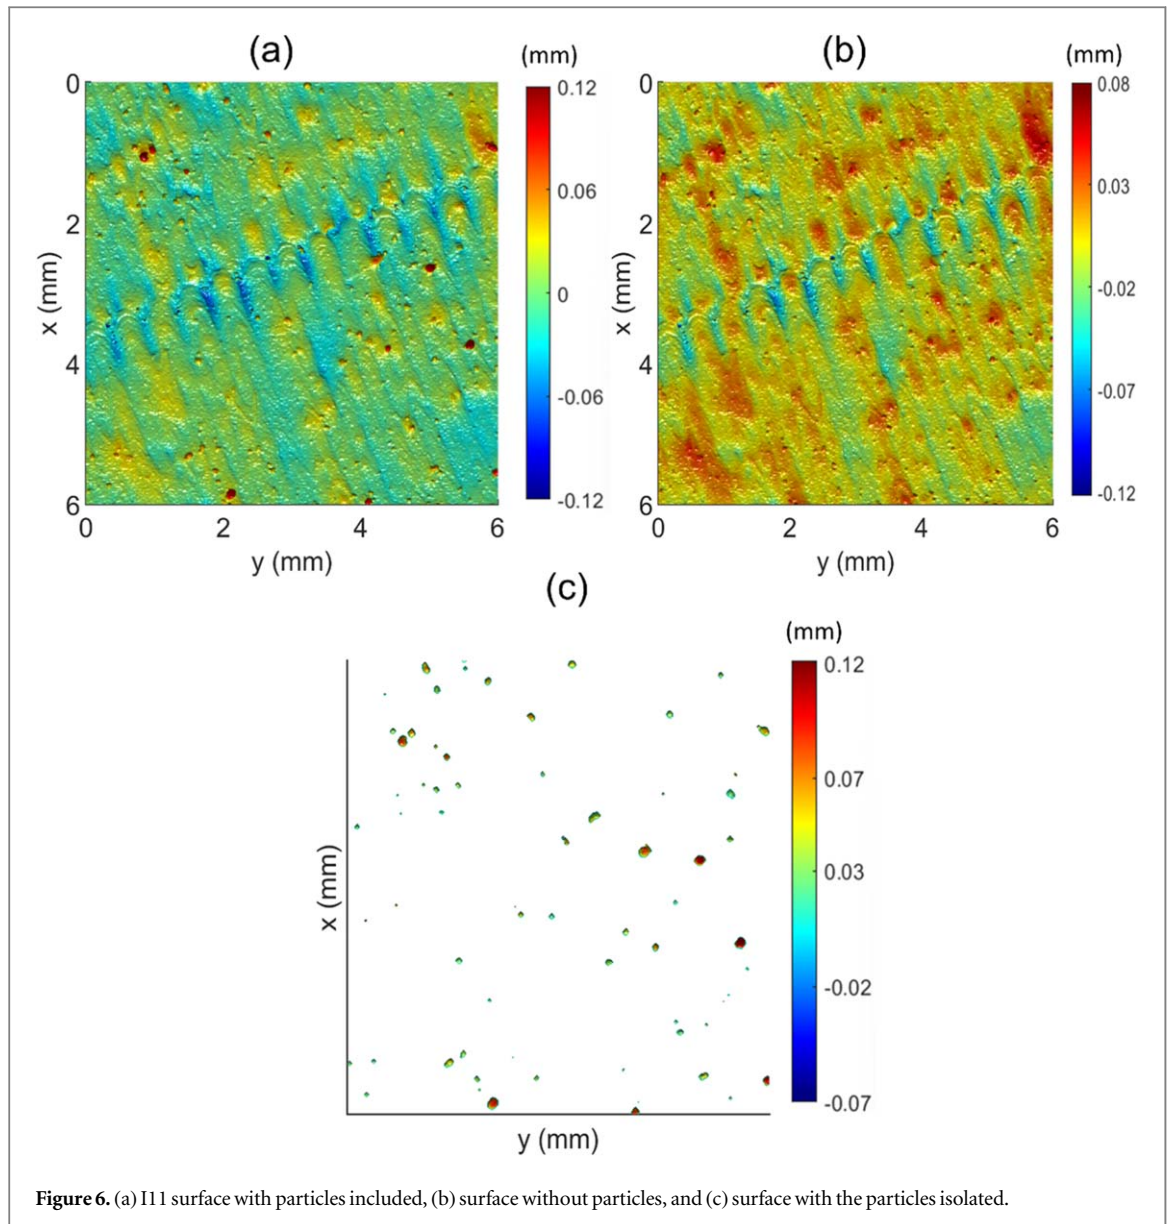 (a)
(mm)
0
2
4
6
x (mm)
0
2
4
6
y (mm)
0.12
0.06
0
-0.06
-0.12
(b)
(mm)
0
2
4
6
x (mm)
0
2
4
6
y (mm)
0.08
0.03
-0.02
-0.07
-0.12
(c)
(mm)
x (mm)
y (mm)
0.12
0.07
0.03
-0.02
-0.07
Figure 6. (a) I11 surface with particles included, (b) surface without particles, and (c) surface with the particles isolated.